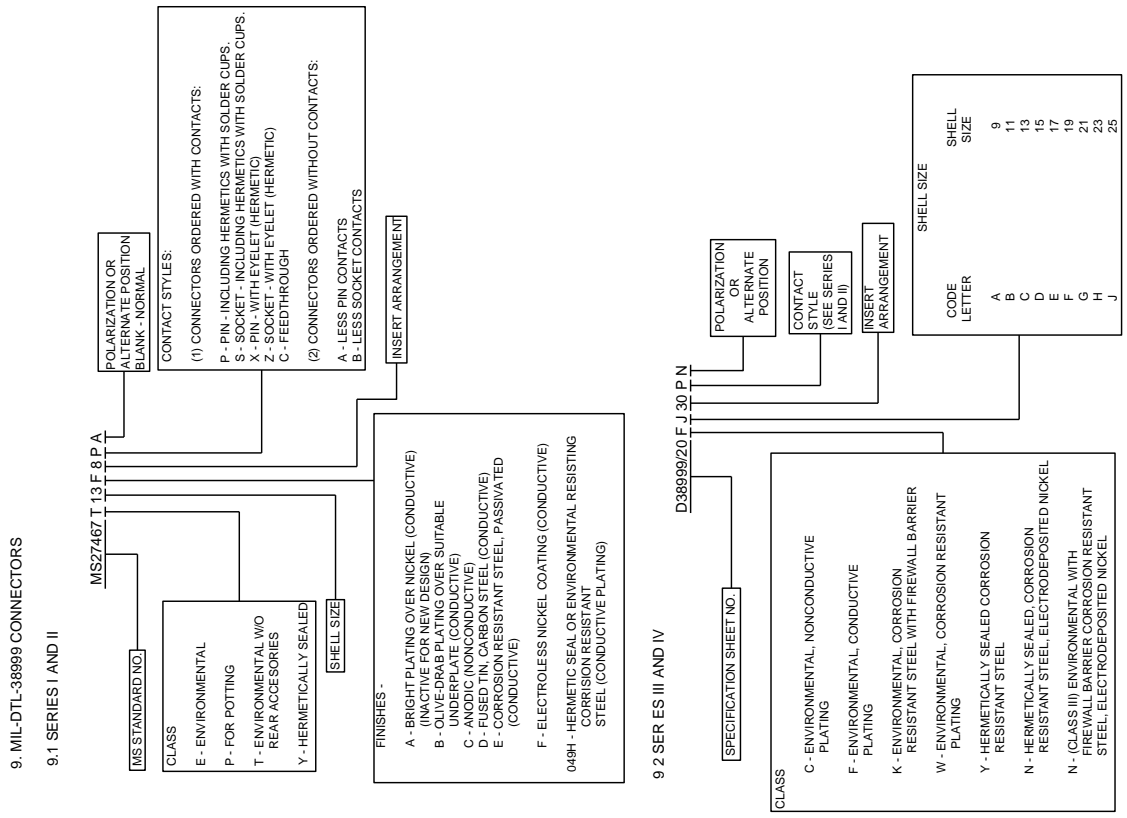 9. MIL-DTL-38999 CONNECTORS
9.1 SERIES I AND II
MS27467 T 13 F 8 P A
MS STANDARD NO.
CLASS
E - ENVIRONMENTAL
P - FOR POTTING
T - ENVIRONMENTAL W/O
REAR ACCESORIES
Y - HERMETICALLY SEALED
SHELL SIZE
FINISHES -
A - BRIGHT PLATING OVER NICKEL (CONDUCTIVE)
(INACTIVE FOR NEW DESIGN)
B - OLIVE-DRAB PLATING OVER SUITABLE
UNDERPLATE (CONDUCTIVE)
C - ANODIC (NONCONDUCTIVE)
D - FUSED TIN, CARBON STEEL (CONDUCTIVE)
E - CORROSION RESISTANT STEEL, PASSIVATED
(CONDUCTIVE)
F - ELECTROLESS NICKEL COATING (CONDUCTIVE)
049H - HERMETIC SEAL OR ENVIRONMENTAL RESISTING
CORRISION RESISTANT
STEEL (CONDUCTIVE PLATING)
POLARIZATION OR
ALTERNATE POSITION
BLANK - NORMAL
CONTACT STYLES:
(1) CONNECTORS ORDERED WITH CONTACTS:
P - PIN - INCLUDING HERMETICS WITH SOLDER CUPS.
S - SOCKET - INCLUDING HERMETICS WITH SOLDER CUPS.
X - PIN - WITH EYELET (HERMETIC)
Z - SOCKET - WITH EYELET (HERMETIC)
C - FEEDTHROUGH
(2) CONNECTORS ORDERED WITHOUT CONTACTS:
A - LESS PIN CONTACTS
B - LESS SOCKET CONTACTS
INSERT ARRANGEMENT
9 2 SER ES III AND IV
D38999/20 F J 30 P N
SPECIFICATION SHEET NO.
CLASS
C - ENVIRONMENTAL, NONCONDUCTIVE
PLATING
F - ENVIRONMENTAL, CONDUCTIVE
PLATING
K - ENVIRONMENTAL, CORROSION
RESISTANT STEEL WITH FIREWALL BARRIER
W - ENVIRONMENTAL, CORROSION RESISTANT
PLATING
Y - HERMETICALLY SEALED CORROSION
RESISTANT STEEL
N - HERMETICALLY SEALED, CORROSION
RESISTANT STEEL, ELECTRODEPOSITED NICKEL
N - (CLASS III) ENVIRONMENTAL WITH
FIREWALL BARRIER CORROSION RESISTANT
STEEL, ELECTRODEPOSITED NICKEL
POLARIZATION
OR
ALTERNATE
POSITION
CONTACT
STYLE
(SEE SERIES
I AND II)
INSERT
ARRANGEMENT
SHELL SIZE
CODE LETTER SHELL SIZE
A 9
B 11
C 13
D 15
E 17
F 19
G 21
H 23
J 25